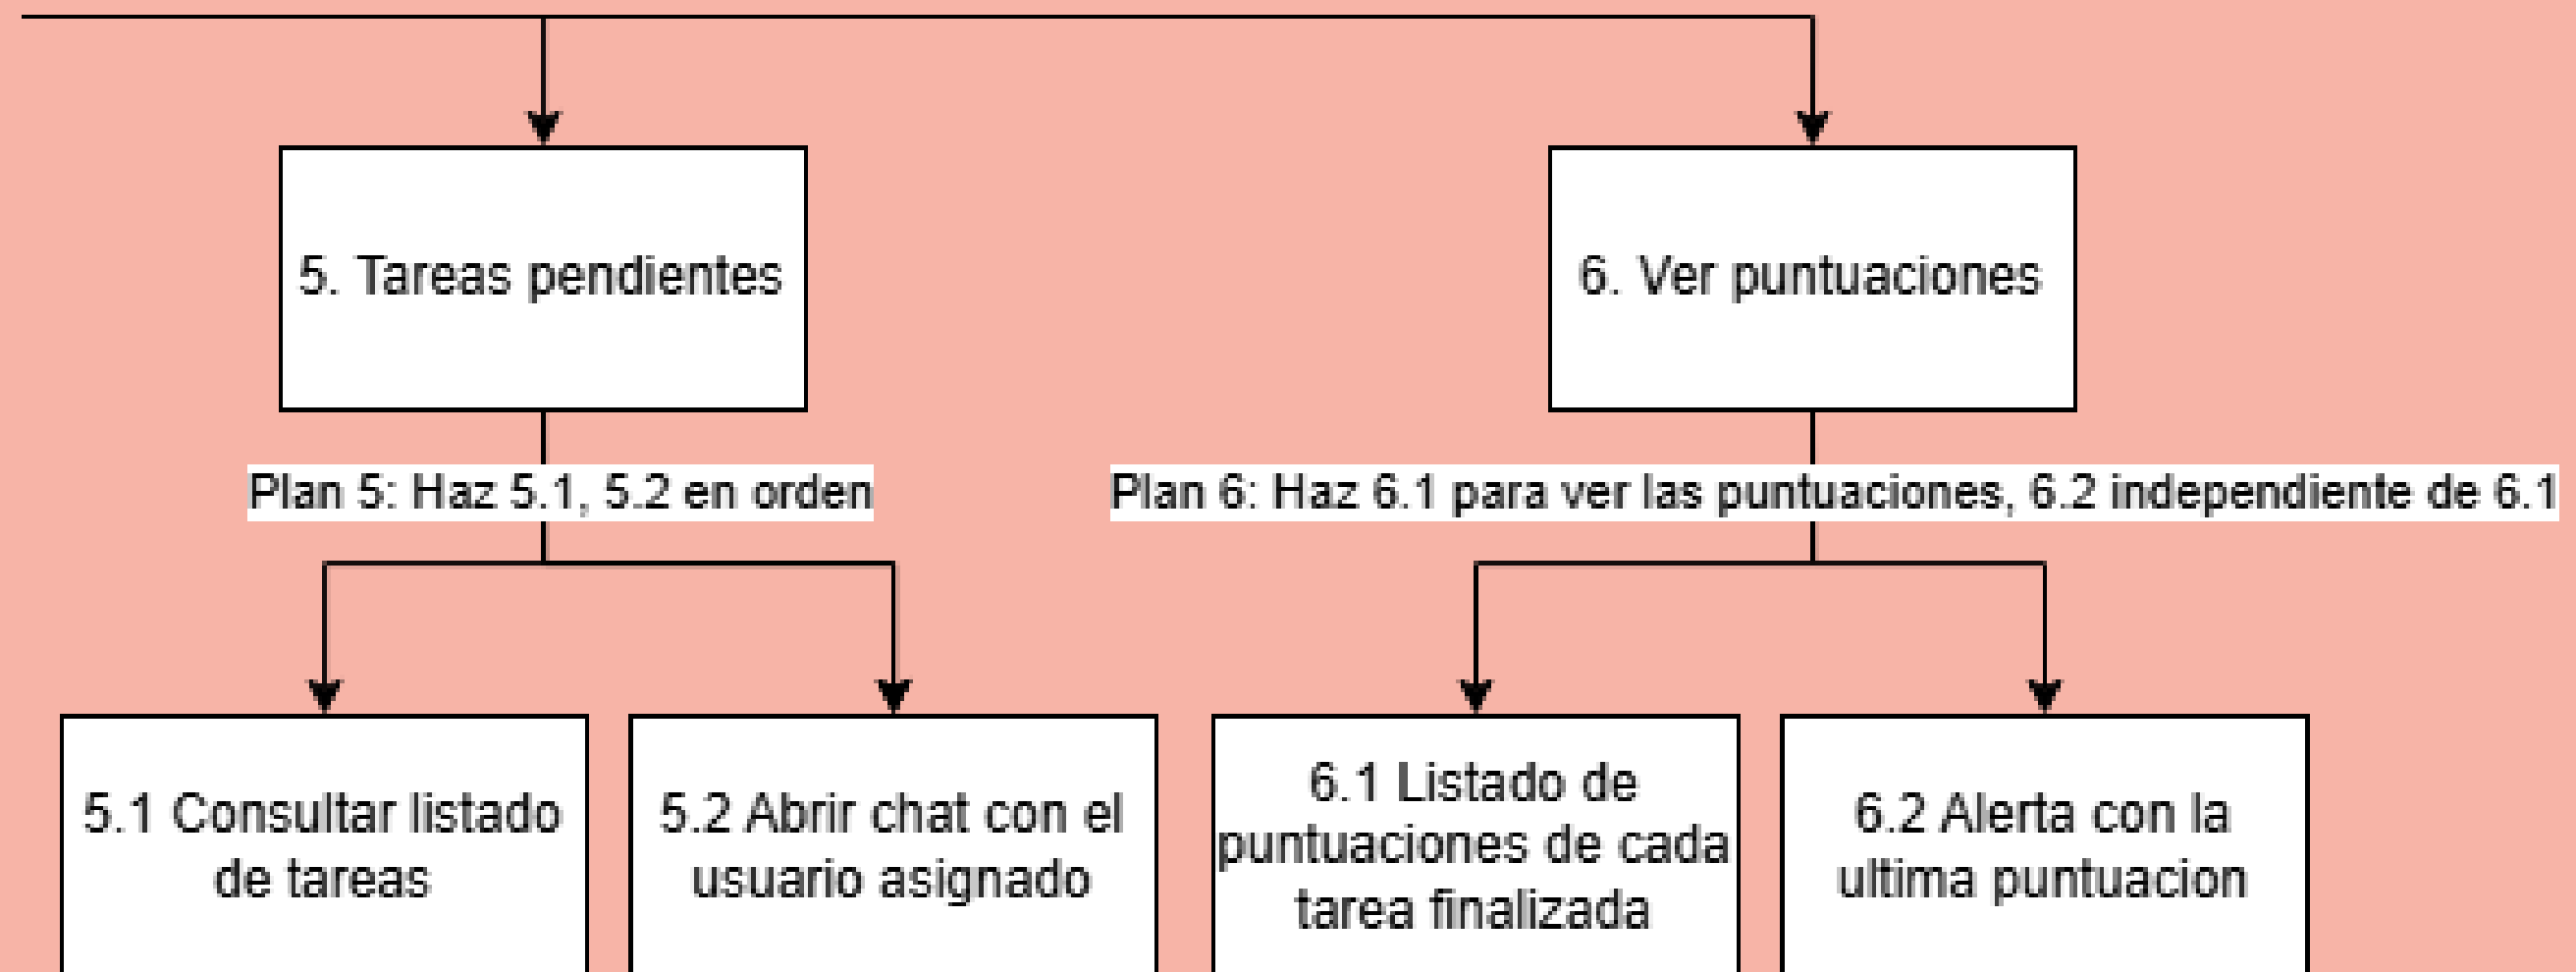 5. Tareas pendientes
6. Ver puntuaciones
Plan 5: Haz 5.1, 5.2 en orden
Plan 6: Haz 6.1 para ver las puntuaciones, 6.2 independiente de 6.1
5.1 Consultar listado
de tareas
5.2 Abrir chat con el
usuario asignado
6.1 Listado de
puntuaciones de cada
tarea finalizada
6.2 Alerta con la
ultima puntuacion